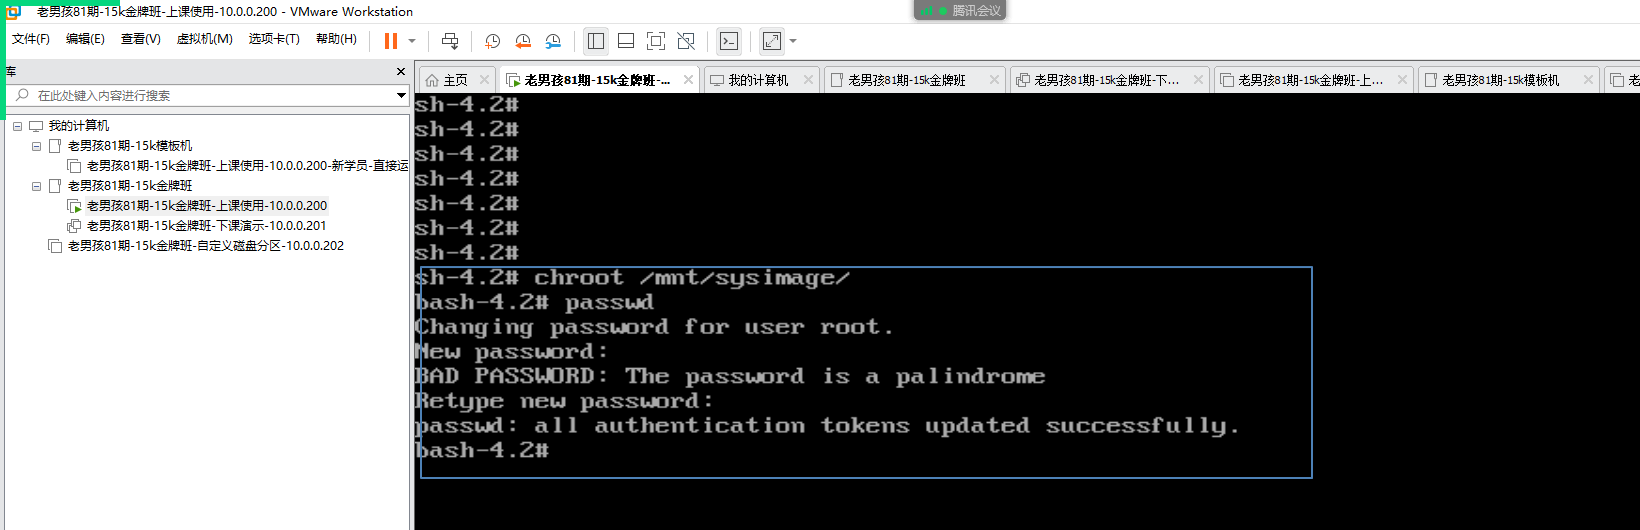 老男孩81期-15k金牌班-上课使用-10.0.0.200 - VMware Workstation
腾讯会议
文件(F) 编辑(E) 查看(V) 虚拟机(M) 选项卡(T) 帮助(H)
库
在此处键入内容进行搜索
我的计算机
老男孩81期-15k模板机
老男孩81期-15k金牌班-上课使用-10.0.0.200-新学员-直接运
老男孩81期-15k金牌班
老男孩81期-15k金牌班-上课使用-10.0.0.200
老男孩81期-15k金牌班-下课演示-10.0.0.201
老男孩81期-15k金牌班-自定义磁盘分区-10.0.0.202
主页 老男孩81期-15k金牌班-... 我的计算机 老男孩81期-15k金牌班 老男孩81期-15k金牌班-下... 老男孩81期-15k金牌班-上... 老男孩81期-15k模板机 老男孩8
sh-4.2#
sh-4.2#
sh-4.2#
sh-4.2#
sh-4.2#
sh-4.2#
sh-4.2#
sh-4.2# chroot /mnt/sysimage/
bash-4.2# passwd
Changing password for user root.
New password:
BAD PASSWORD: The password is a palindrome
Retype new password:
passwd: all authentication tokens updated successfully.
bash-4.2#